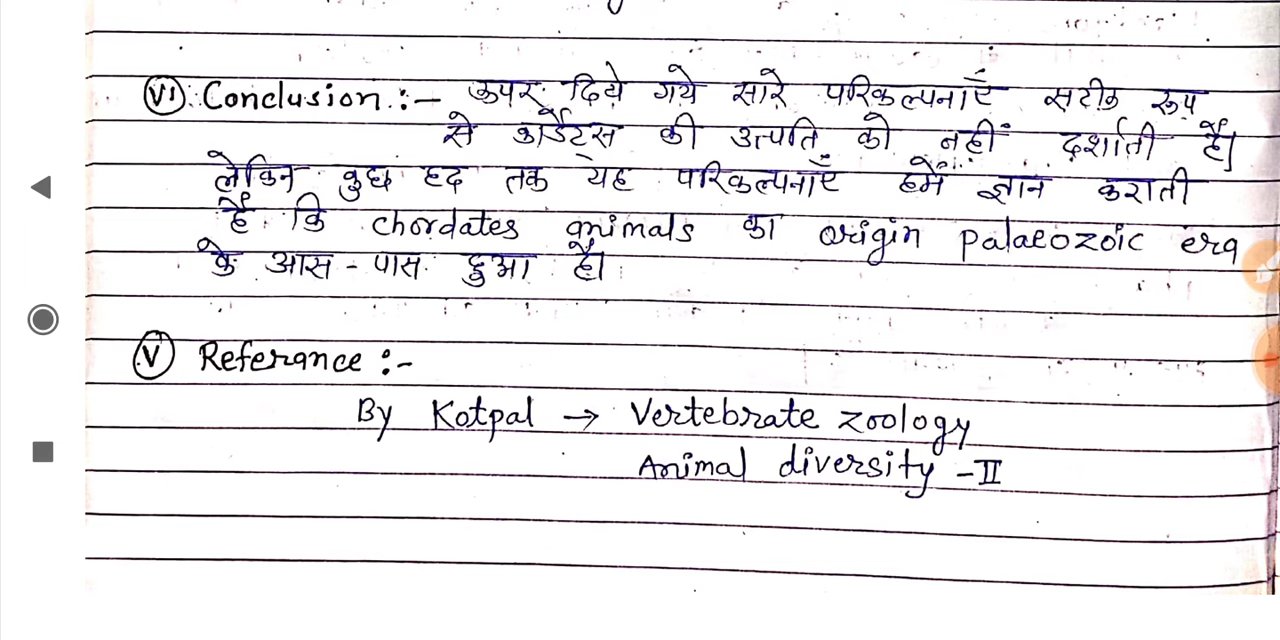 VI Conclusion :- ऊपर दिये गये सारे परिकल्पनाएँ सटीक रूप
से कार्डेट्स की उत्पति को नहीं दर्शाती है।
लेकिन कुछ हद तक यह परिकल्पनाएँ हमें ज्ञान कराती
है कि chordates animals का origin palaeozoic era
के आस-पास हुआ है।
V Referance :-
By Kotpal → Vertebrate zoology
Animal diversity -II